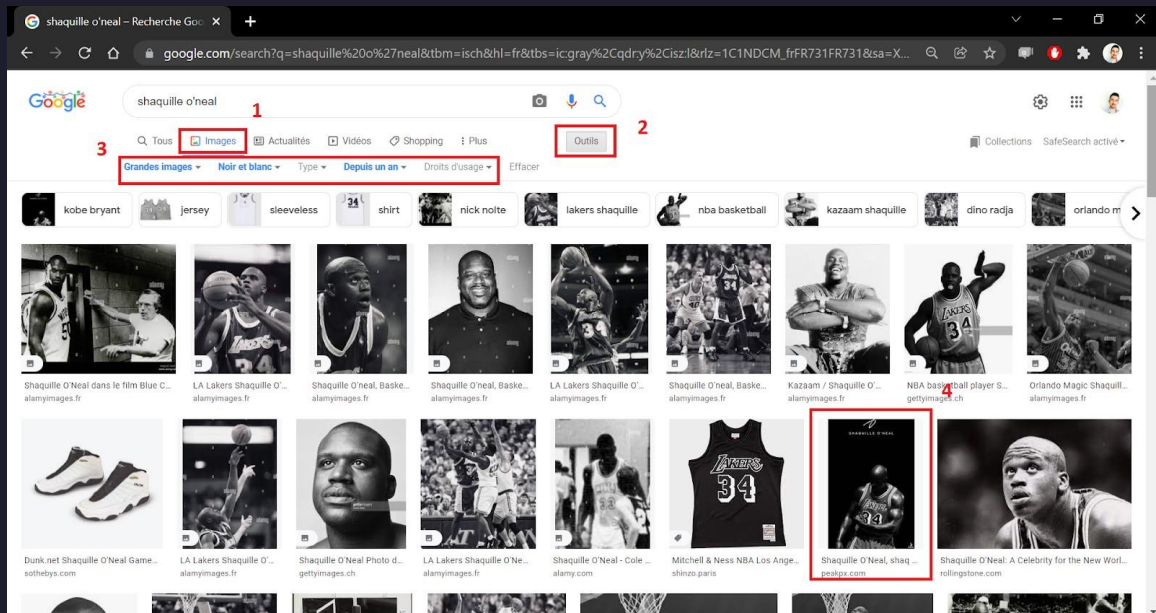 shaquille o'neal – Recherche Goo
google.com/search?q=shaquille%20o%27neal&tbm=isch&hl=fr&tbs=ic:gray%2Cqdr:y%2Cisz:l&rlz=1C1NDCM_frFR731FR731&sa=X...
Google
shaquille o'neal
1
2
3
Tous Images Actualités Vidéos Shopping Plus Outils Collections SafeSearch activé
Grandes images Noir et blanc Type Depuis un an Droits d'usage Effacer
kobe bryant jersey sleeveless shirt nick nolte lakers shaquille nba basketball kazaam shaquille dino radja orlando m
34
LAKERS
34
Shaquille O'Neal dans le film Blue C... LA Lakers Shaquille O'... Shaquille O'neal, Baske... Shaquille O'neal, Baske... LA Lakers Shaquille O'... Shaquille O'neal, Baske... Kazaam / Shaquille O'... NBA basketball player S... Orlando Magic Shaquill...
alamyimages.fr alamyimages.fr alamyimages.fr alamyimages.fr alamyimages.fr alamyimages.fr alamyimages.fr gettyimages.ch alamyimages.fr
4
SHAQUILLE O'NEAL
LAKERS
34
34
Dunk.net Shaquille O'Neal Game... LA Lakers Shaquille O'... Shaquille O'Neal Photo d... LA Lakers Shaquille O'Ne... Shaquille O'Neal - Cole ... Mitchell & Ness NBA Los Ange... Shaquille O'Neal, shaq ... Shaquille O'Neal: A Celebrity for the New Worl...
sothebys.com alamyimages.fr gettyimages.ch alamyimages.fr alamy.com shinzo.paris peakpx.com rollingstone.com